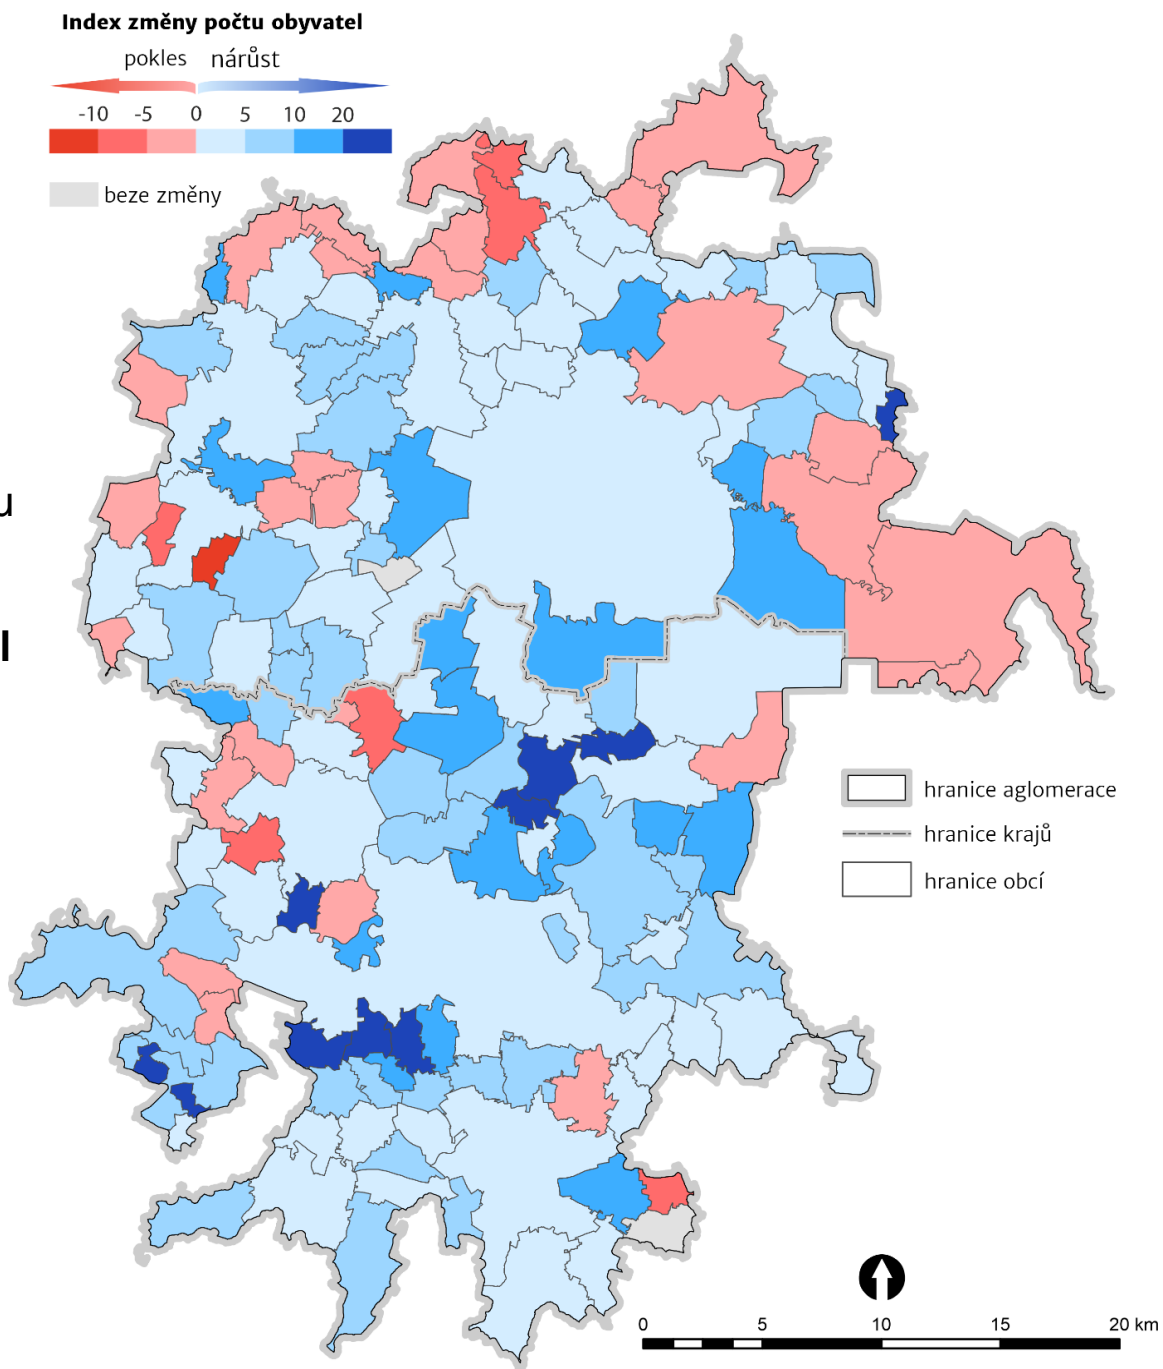 Index změny počtu obyvatel
pokles nárůst
-10 -5 0 5 10 20
beze změny
u
l
hranice aglomerace
hranice krajů
hranice obcí
0 5 10 15 20 km